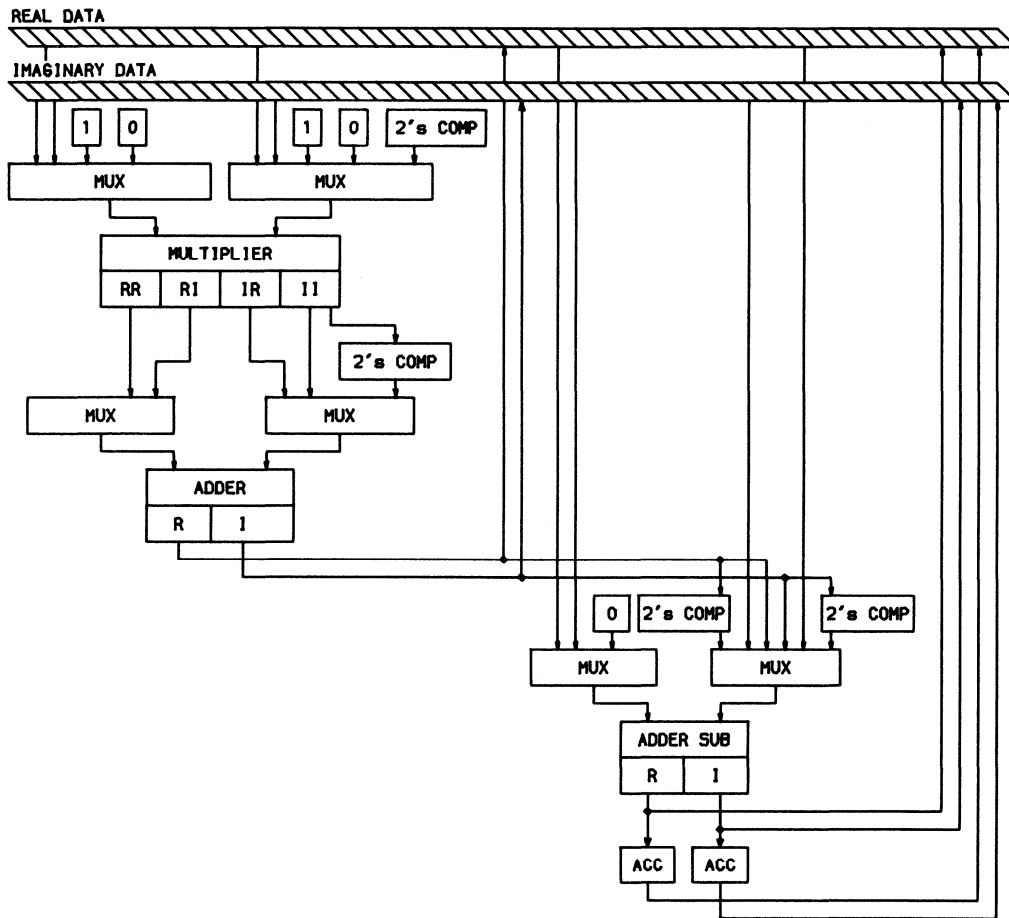 REAL DATA
IMAGINARY DATA
1 0 1 0 2's COMP
MUX MUX
MULTIPLIER
RR RI IR II
2's COMP
MUX MUX
ADDER
R I
0 2's COMP 2's COMP
MUX MUX
ADDER SUB
R I
ACC ACC